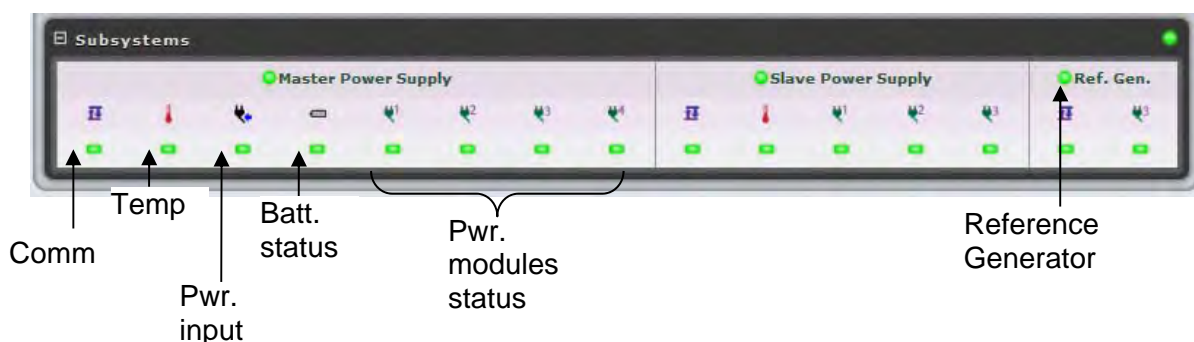 Subsystems
Master Power Supply
Slave Power Supply
Ref. Gen.
1 2 3 4 1 2 3 3
Comm
Temp
Pwr.
input
Batt.
status
Pwr.
modules
status
Reference
Generator